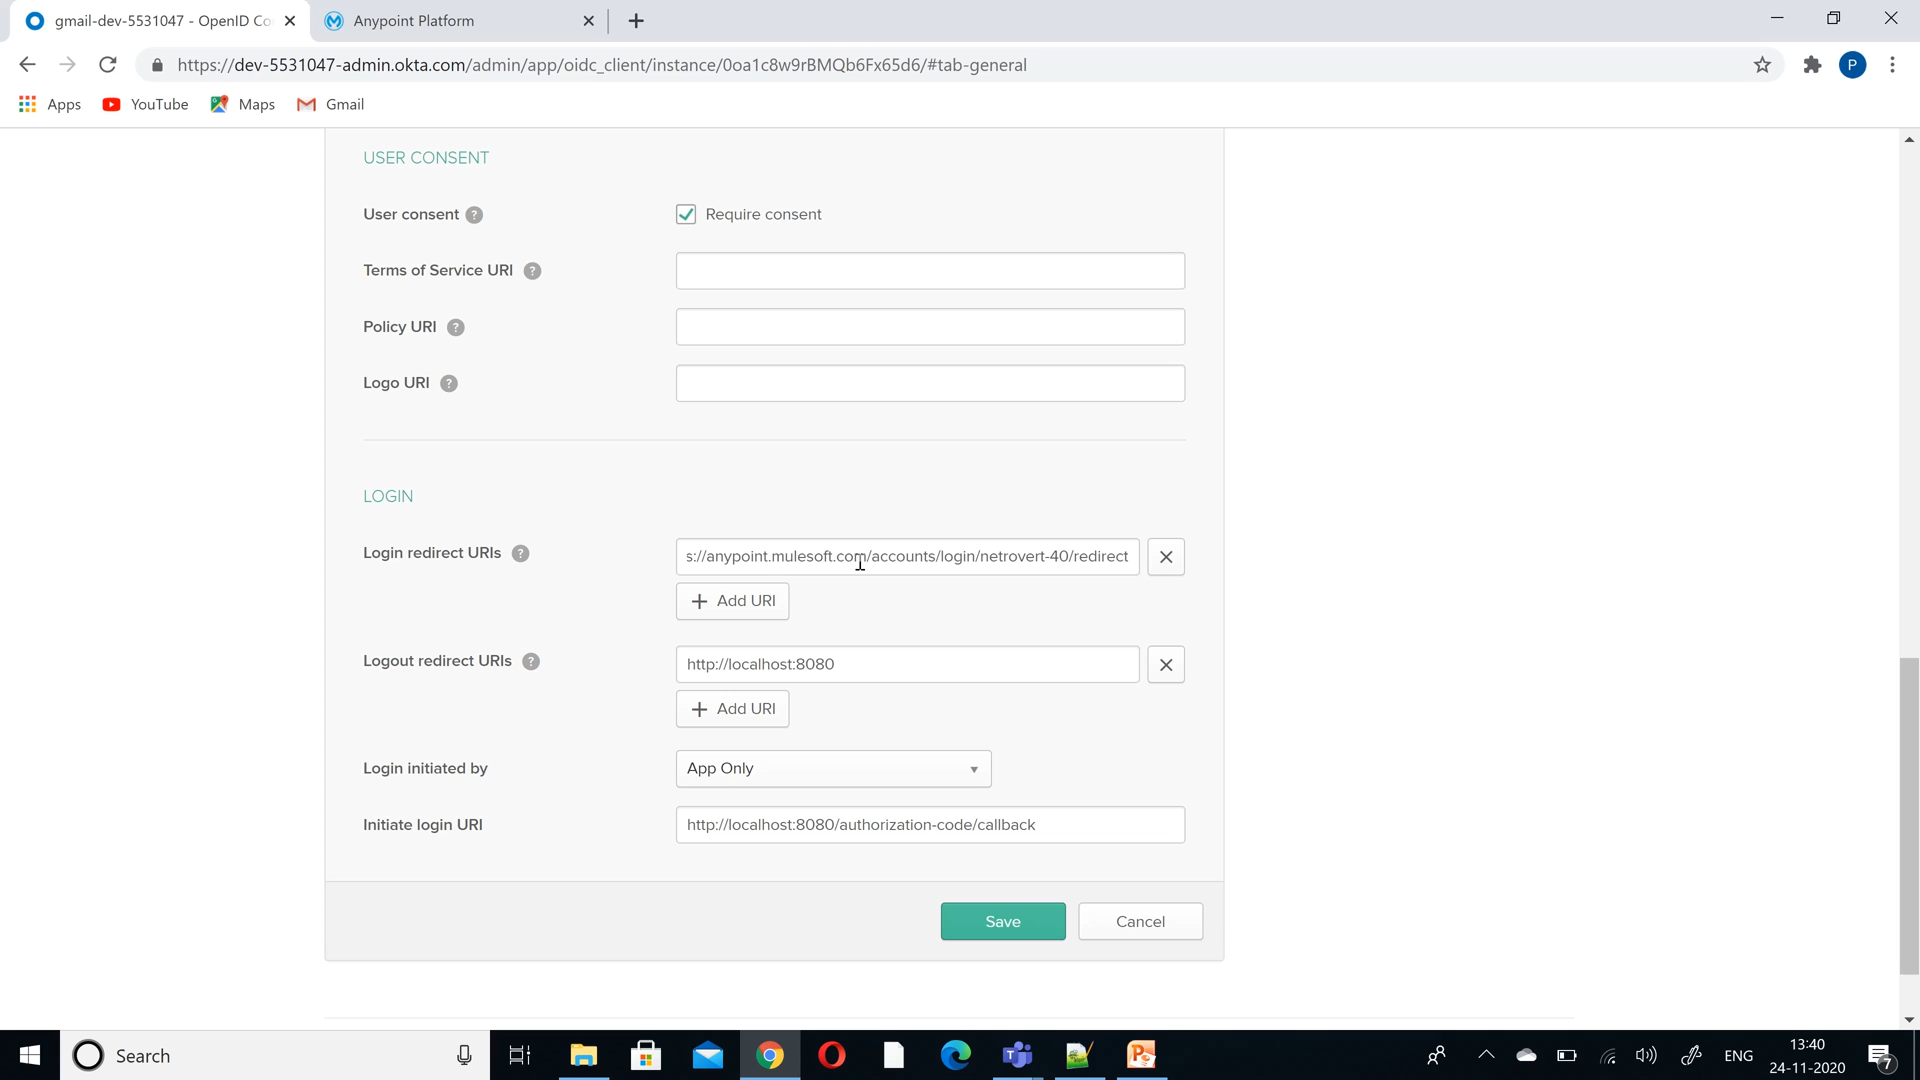 gmail-dev-5531047 - OpenID Co
Anypoint Platform
https://dev-5531047-admin.okta.com/admin/app/oidc_client/instance/0oa1c8w9rBMQb6Fx65d6/#tab-general
P
Apps
YouTube
Maps
Gmail
USER CONSENT
User consent ?
Require consent
Terms of Service URI ?
Policy URI ?
Logo URI ?
LOGIN
Login redirect URIs ?
s://anypoint.mulesoft.com/accounts/login/netrovert-40/redirect
+ Add URI
Logout redirect URIs ?
http://localhost:8080
+ Add URI
Login initiated by
App Only
Initiate login URI
http://localhost:8080/authorization-code/callback
Save
Cancel
Search
ENG
13:40
24-11-2020
7